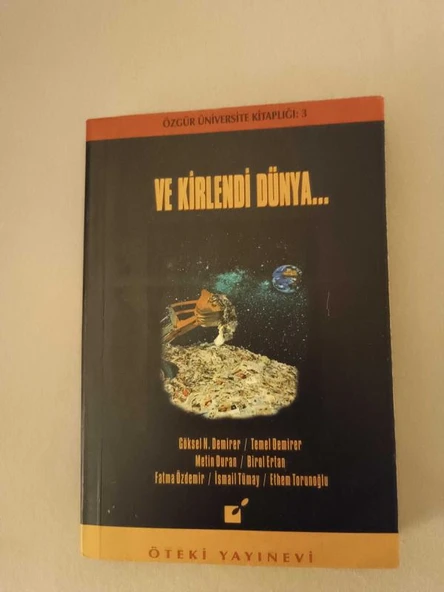 ÖZGÜR ÜNİVERSİTE KİTAPLIĞI: 3
VE KİRLENDİ DÜNYA...
Göksel N. Demirer / Temel Demirer
Metin Duran / Birol Ertan
Fatma Özdemir / İsmail Tümay / Ethem Torunoğlu
ÖTEKİ YAYINEVİ